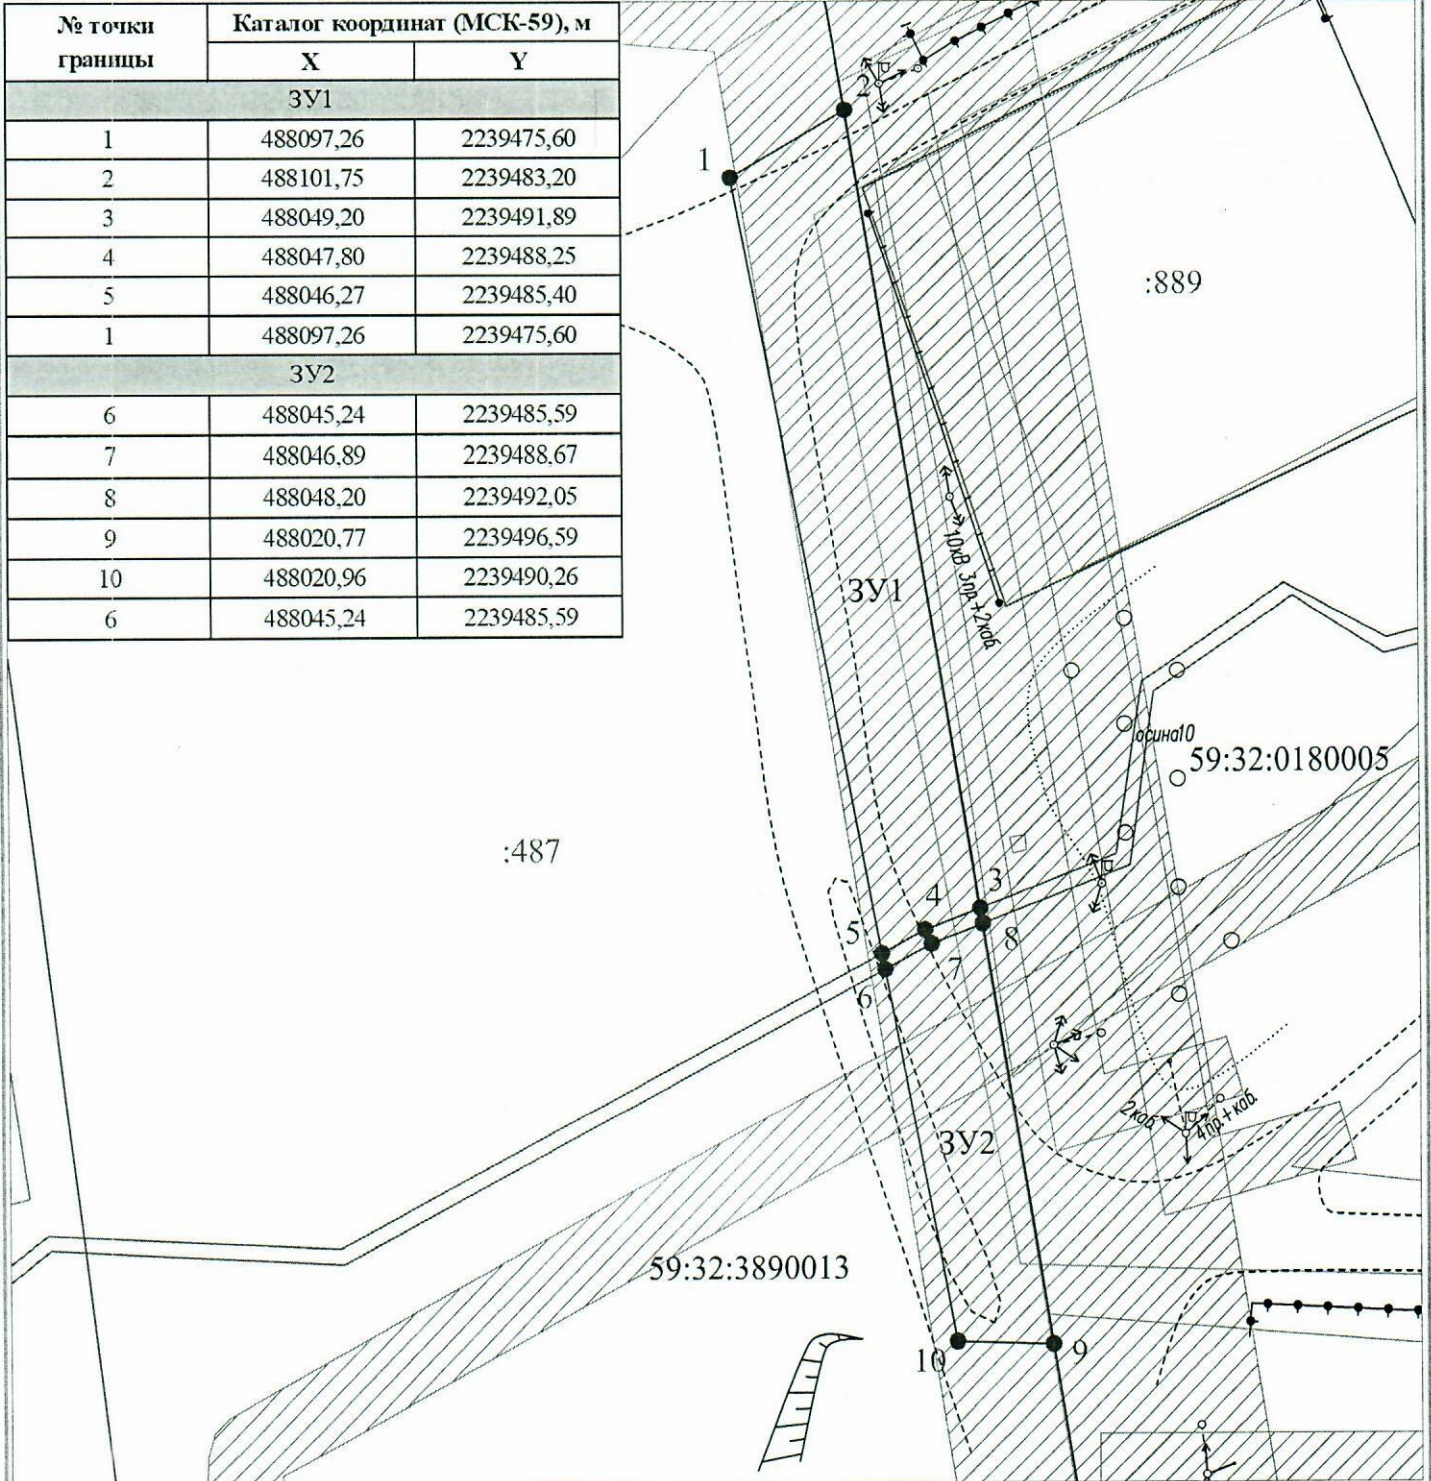 № точки границы Каталог координат (МСК-59), м
X Y
ЗУ1
1 488097,26 2239475,60
2 488101,75 2239483,20
3 488049,20 2239491,89
4 488047,80 2239488,25
5 488046,27 2239485,40
1 488097,26 2239475,60
ЗУ2
6 488045,24 2239485,59
7 488046,89 2239488,67
8 488048,20 2239492,05
9 488020,77 2239496,59
10 488020,96 2239490,26
6 488045,24 2239485,59
2
1
:889
10кВ 3пр.+2каб.
ЗУ1
осина10
59:32:0180005
:487
3
4
5
8
7
6
2каб.
4пр.+каб.
ЗУ2
59:32:3890013
10
9